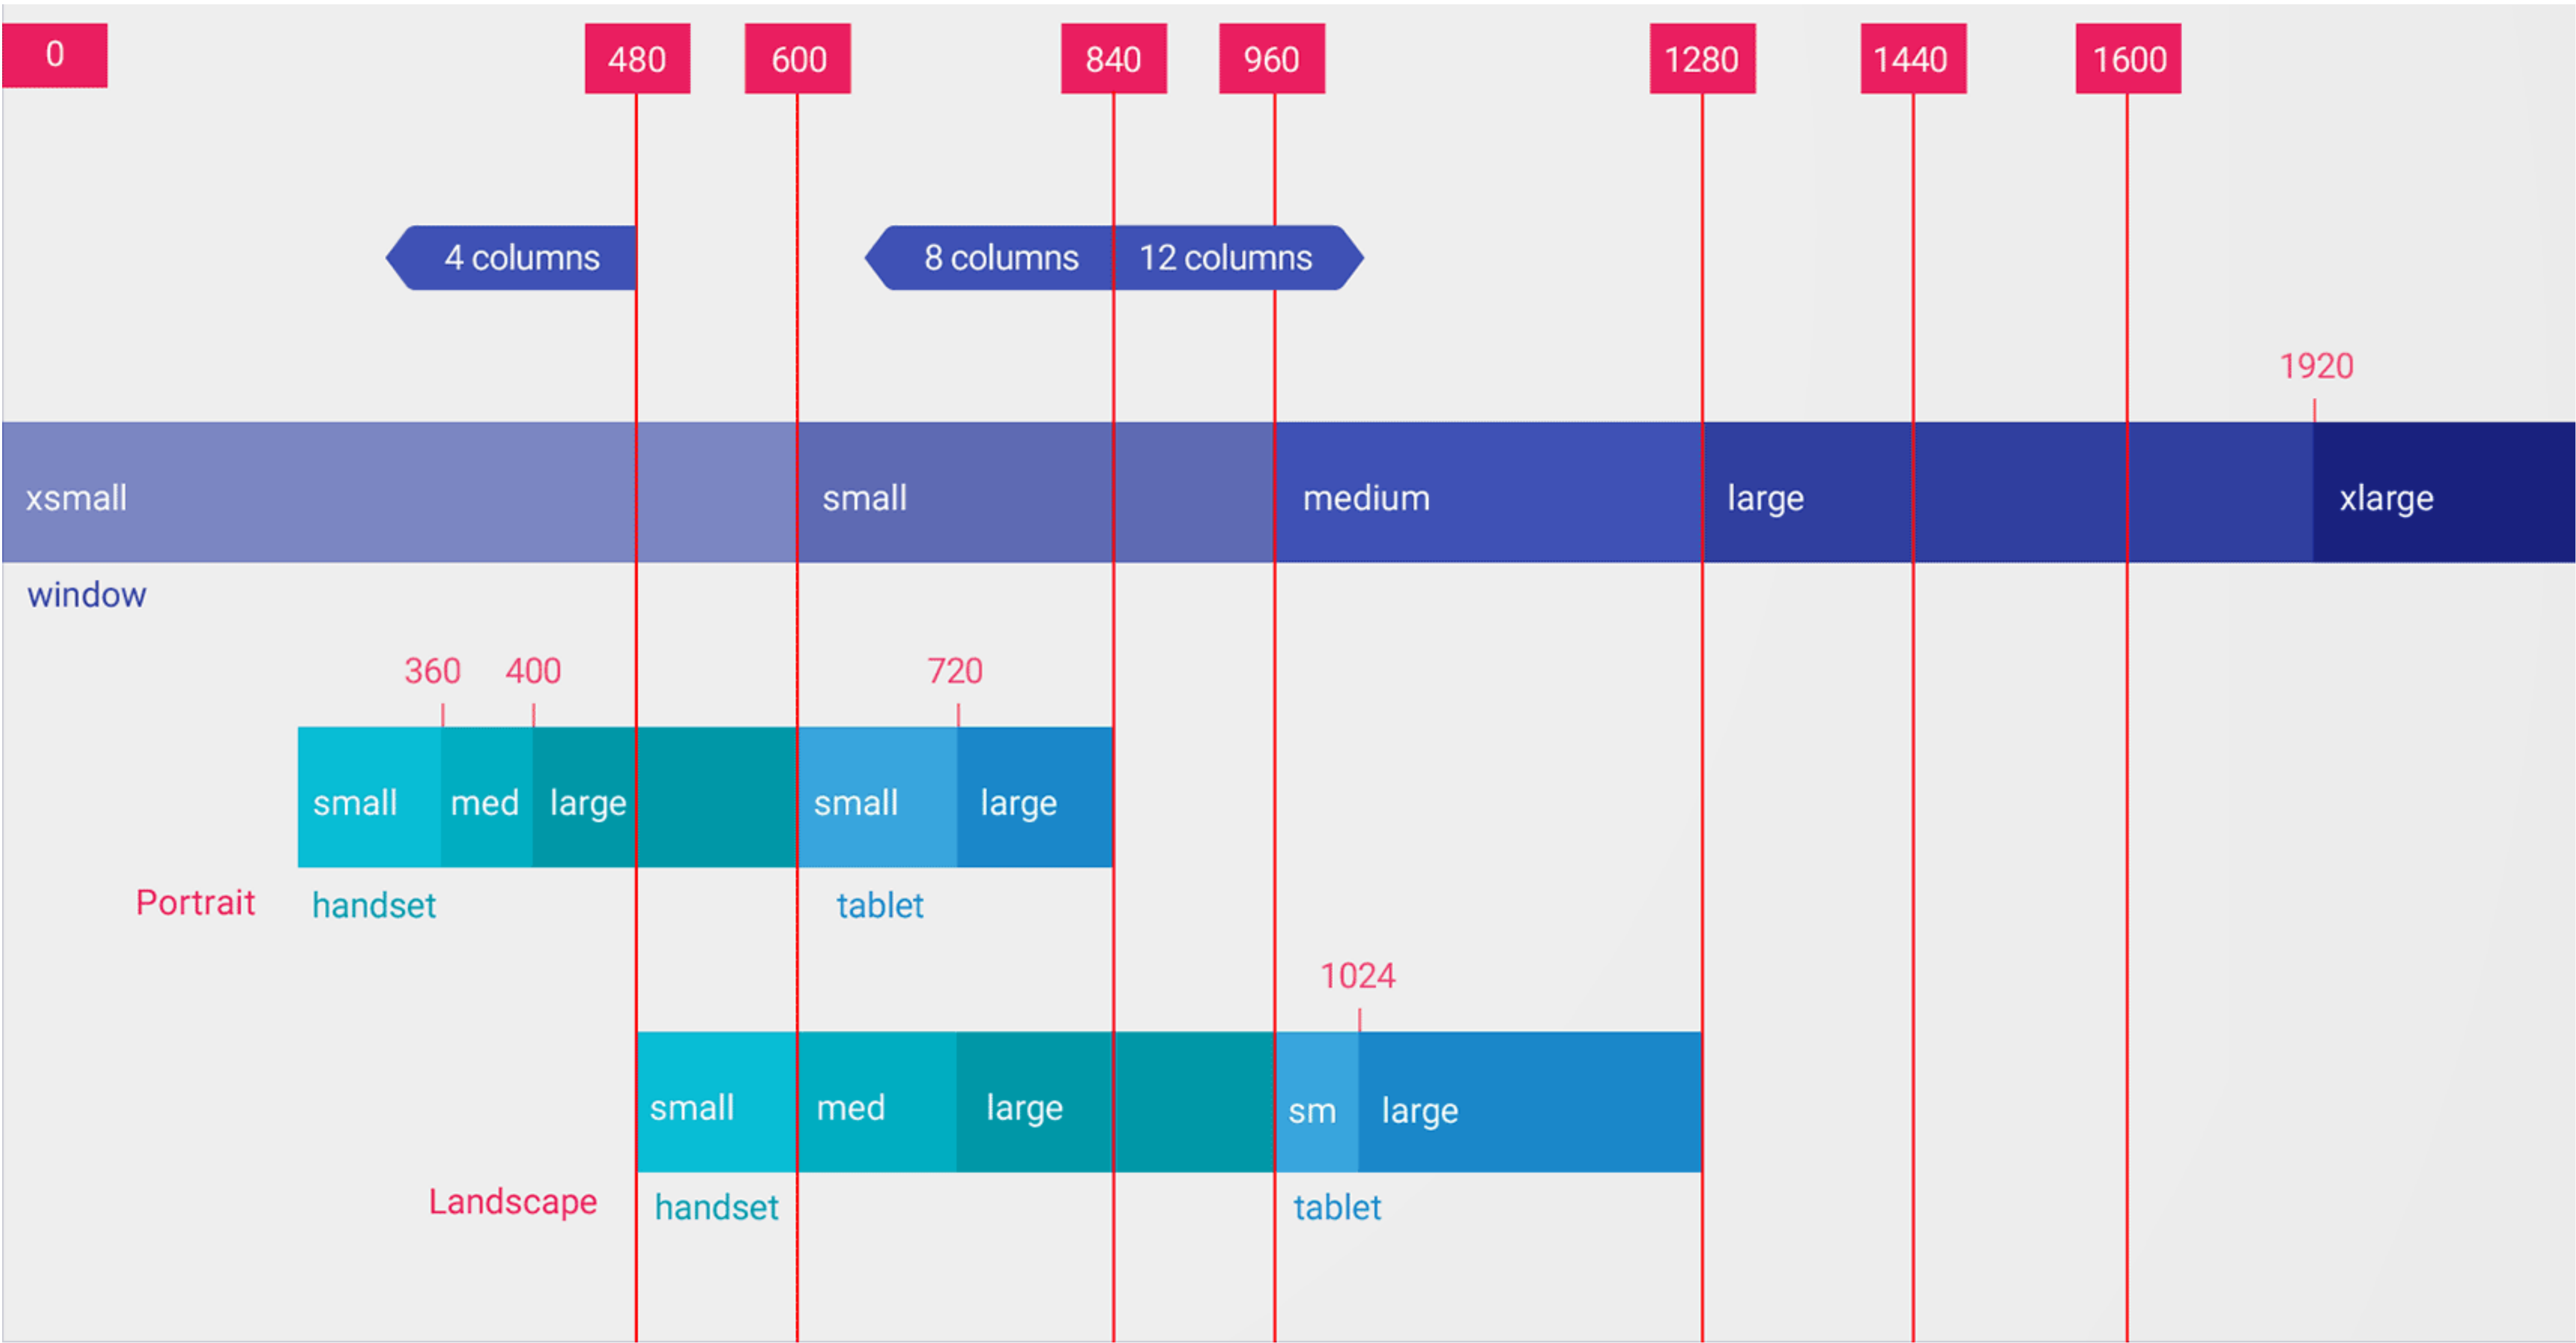 0 480 600 840 960 1280 1440 1600
4 columns 8 columns 12 columns
1920
xsmall small medium large xlarge
window
360 400 720
small med large small large
Portrait handset tablet
1024
small med large sm large
Landscape handset tablet